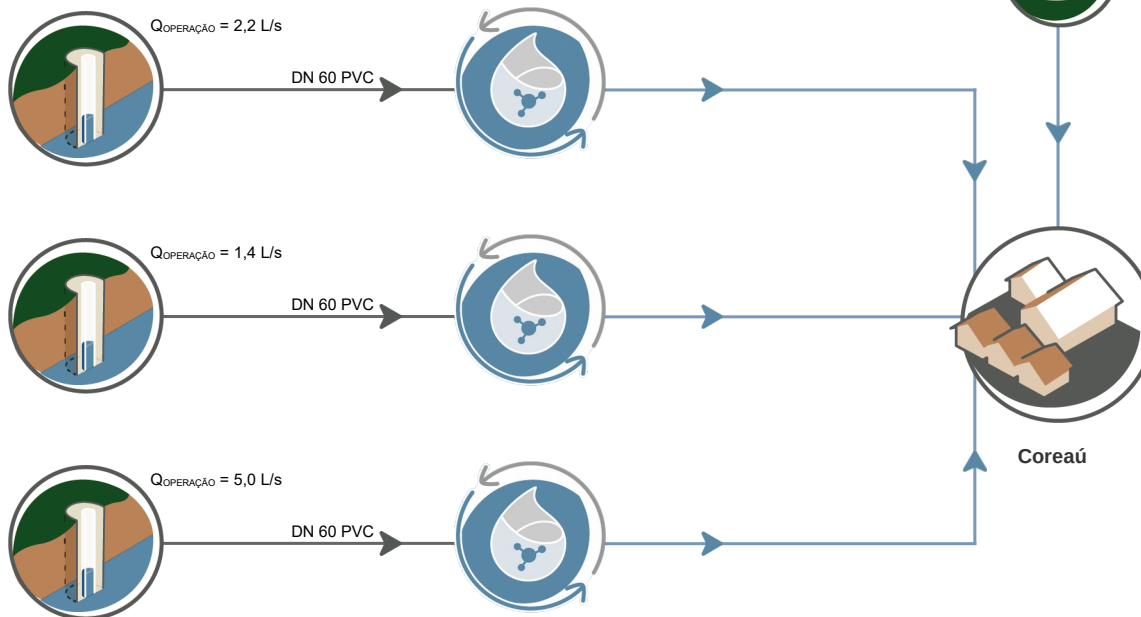 QOPERAÇÃO = 2,2 L/s
DN 60 PVC
QOPERAÇÃO = 1,4 L/s
DN 60 PVC
Coreaú
QOPERAÇÃO = 5,0 L/s
DN 60 PVC